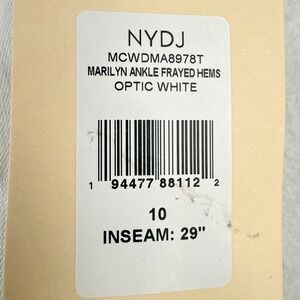 NYDJ
MCWDMA8978T
MARILYN ANKLE FRAYED HEMS
OPTIC WHITE
1 94477 88112 2
10
INSEAM: 29"